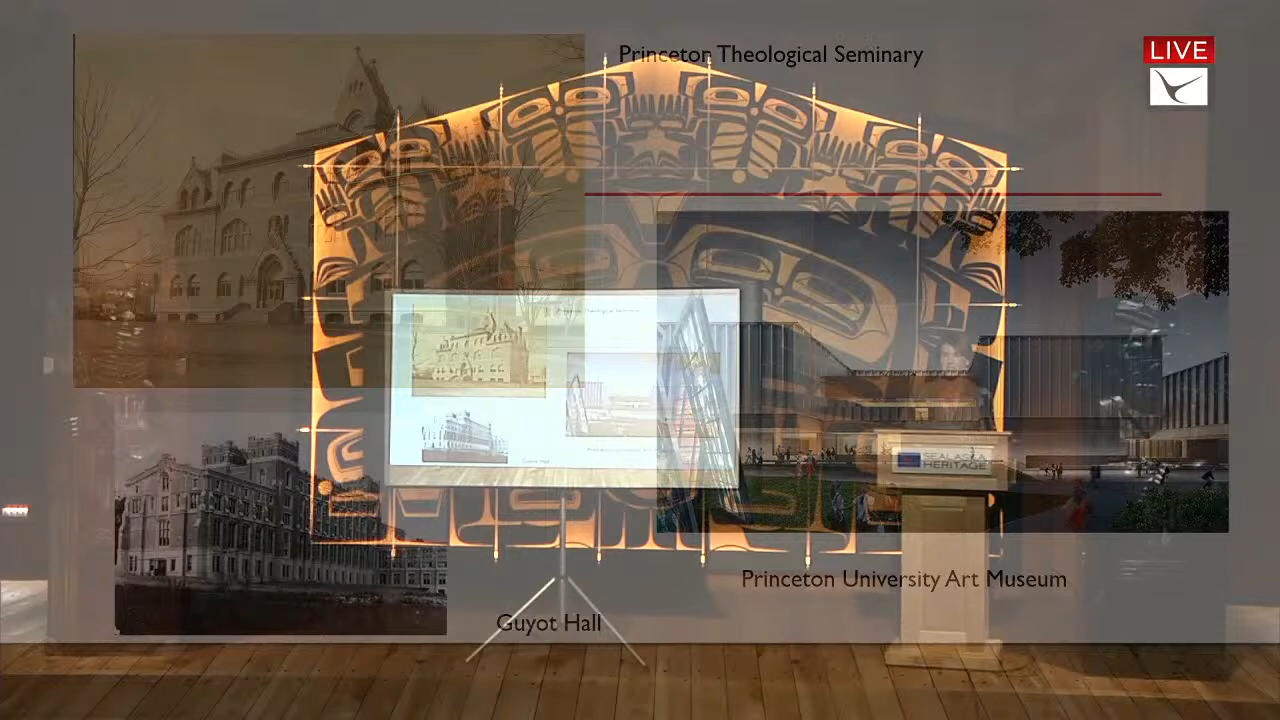 Princeton Theological Seminary
LIVE
SEALASKA
HERITAGE
Princeton University Art Museum
Guyot Hall